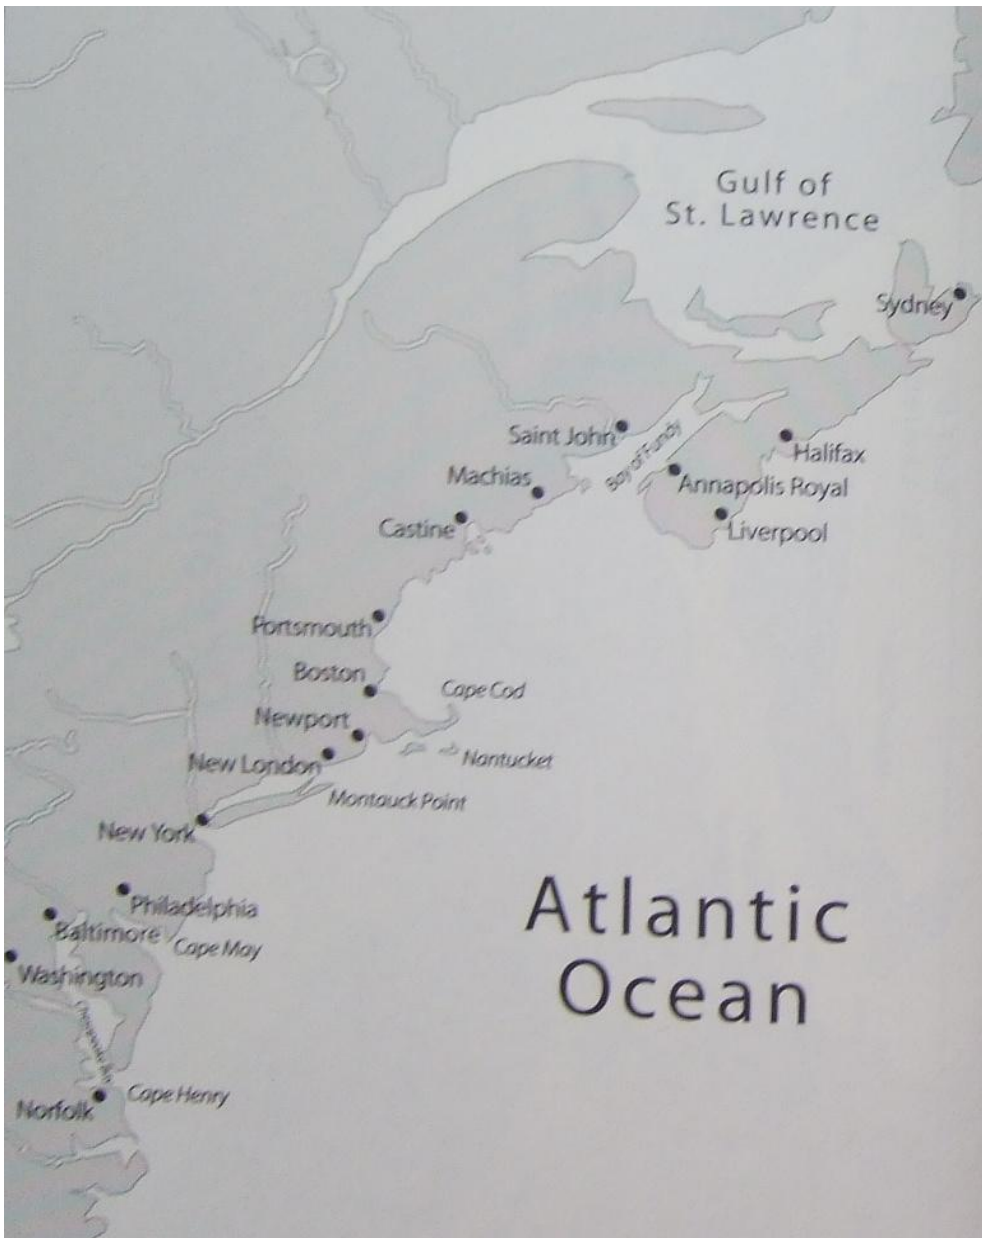 Gulf of
St. Lawrence
Sydney
Saint John
Bay of Fundy
Halifax
Machias
Annapolis Royal
Castine
Liverpool
Portsmouth
Boston
Cape Cod
Newport
New London
Nantucket
Montauck Point
New York
Atlantic
Ocean
Philadelphia
Baltimore
Cape May
Washington
Chesapeake Bay
Cape Henry
Norfolk